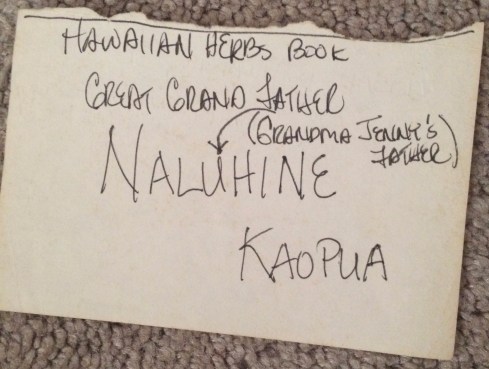 HAWAIIAN HERBS BOOK
GREAT GRAND FATHER
(GRANDMA JENNY'S
FATHER)
NALUHINE
KAOPUA